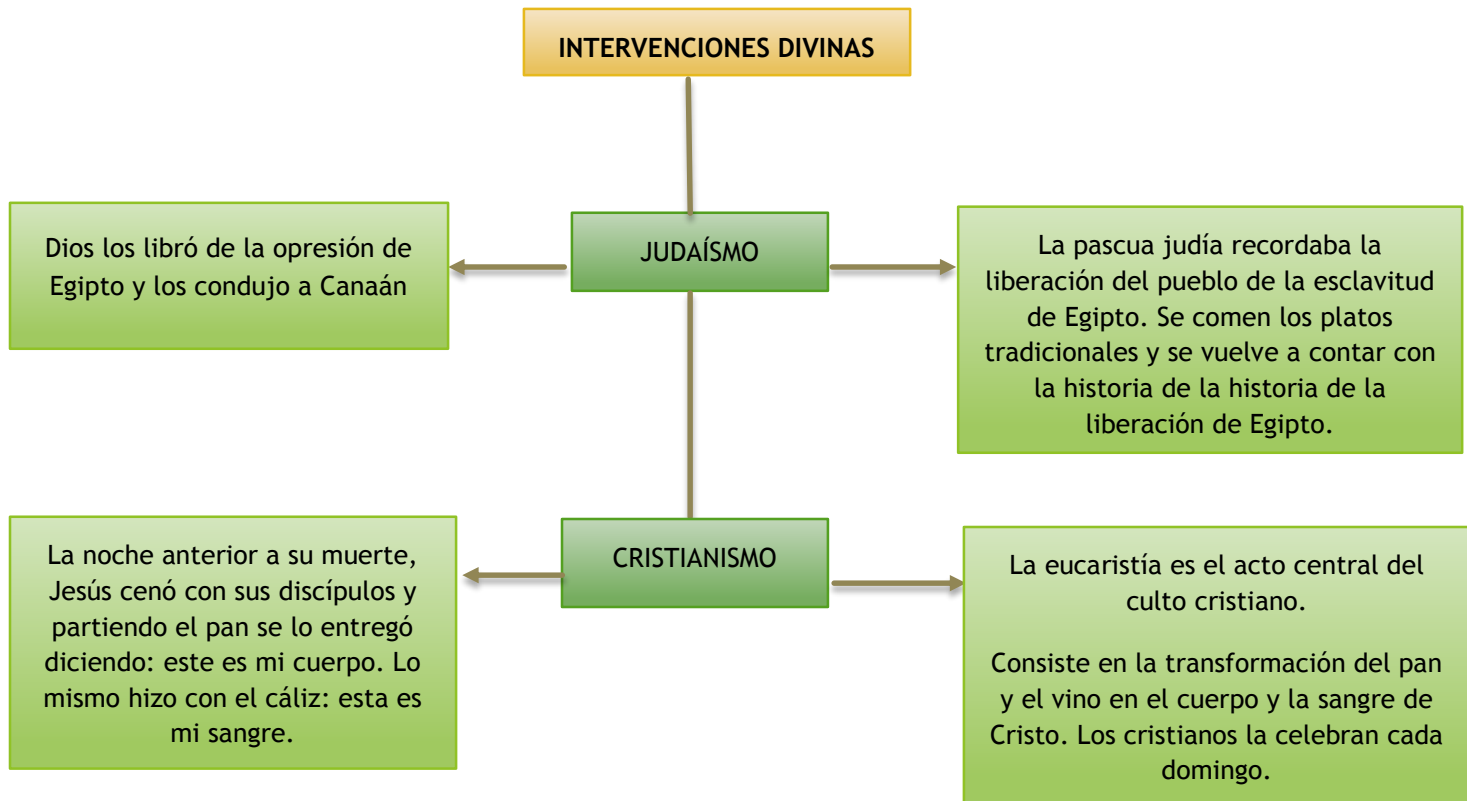 INTERVENCIONES DIVINAS
Dios los libró de la opresión de
Egipto y los condujo a Canaán
JUDAÍSMO
La pascua judía recordaba la
liberación del pueblo de la esclavitud
de Egipto. Se comen los platos
tradicionales y se vuelve a contar con
la historia de la historia de la
liberación de Egipto.
La noche anterior a su muerte,
Jesús cenó con sus discípulos y
partiendo el pan se lo entregó
diciendo: este es mi cuerpo. Lo
mismo hizo con el cáliz: esta es
mi sangre.
CRISTIANISMO
La eucaristía es el acto central del
culto cristiano.
Consiste en la transformación del pan
y el vino en el cuerpo y la sangre de
Cristo. Los cristianos la celebran cada
domingo.